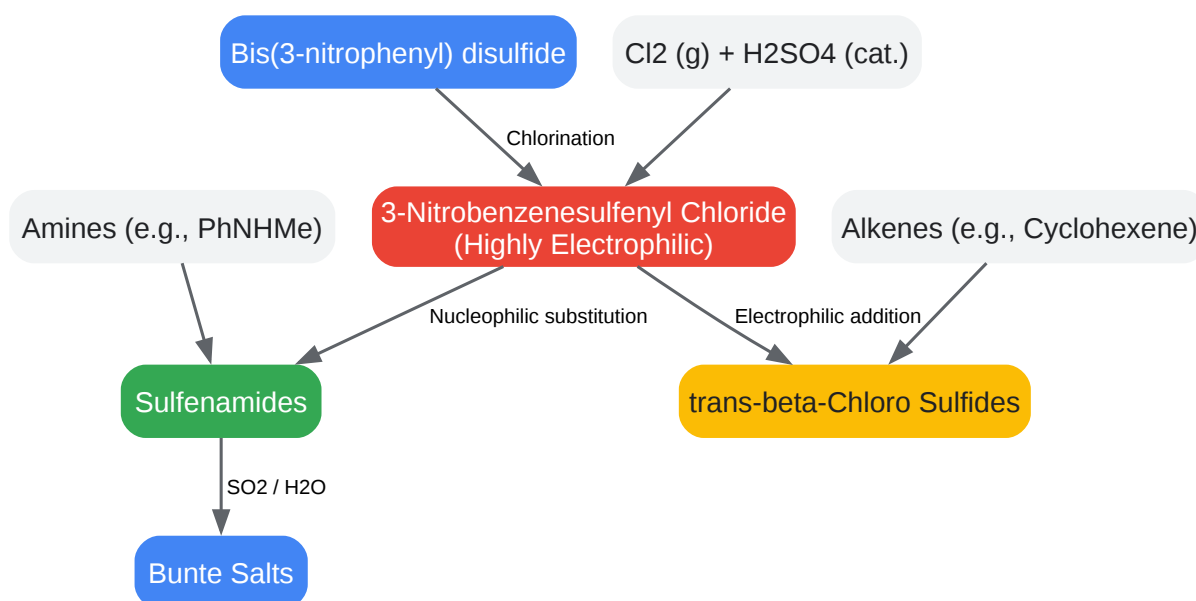 Bis(3-nitrophenyl) disulfide
Cl2 (g) + H2SO4 (cat.)
Chlorination
Amines (e.g., PhNHMe)
3-Nitrobenzenesulfenyl Chloride
(Highly Electrophilic)
Alkenes (e.g., Cyclohexene)
Nucleophilic substitution
Electrophilic addition
Sulfenamides
trans-beta-Chloro Sulfides
SO2 / H2O
Bunte Salts